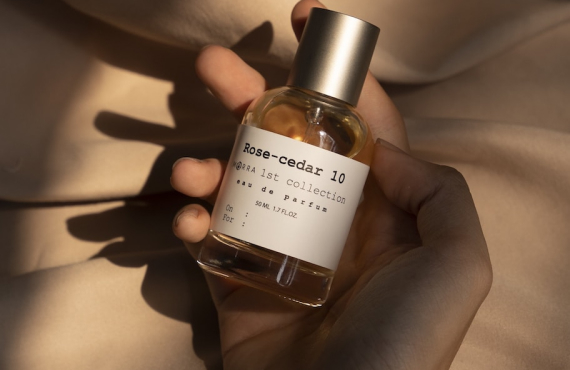 Rose-cedar 10
1st collection
eau de parfum
50 ML 1.7 FL.OZ.
On :
For :